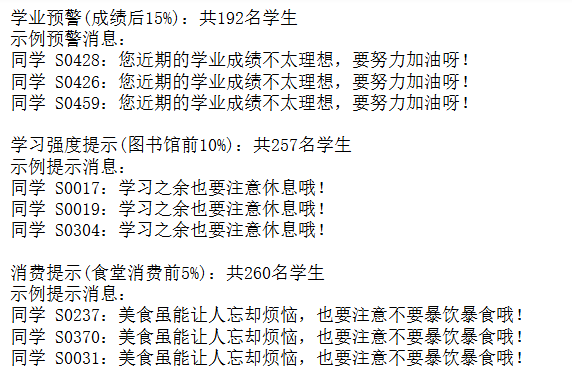 学业预警(成绩后15%)：共192名学生
示例预警消息：
同学 S0428：您近期的学业成绩不太理想，要努力加油呀！
同学 S0426：您近期的学业成绩不太理想，要努力加油呀！
同学 S0459：您近期的学业成绩不太理想，要努力加油呀！
学习强度提示(图书馆前10%)：共257名学生
示例提示消息：
同学 S0017：学习之余也要注意休息哦！
同学 S0019：学习之余也要注意休息哦！
同学 S0304：学习之余也要注意休息哦！
消费提示(食堂消费前5%)：共260名学生
示例提示消息：
同学 S0237：美食虽能让人忘却烦恼，也要注意不要暴饮暴食哦！
同学 S0370：美食虽能让人忘却烦恼，也要注意不要暴饮暴食哦！
同学 S0031：美食虽能让人忘却烦恼，也要注意不要暴饮暴食哦！